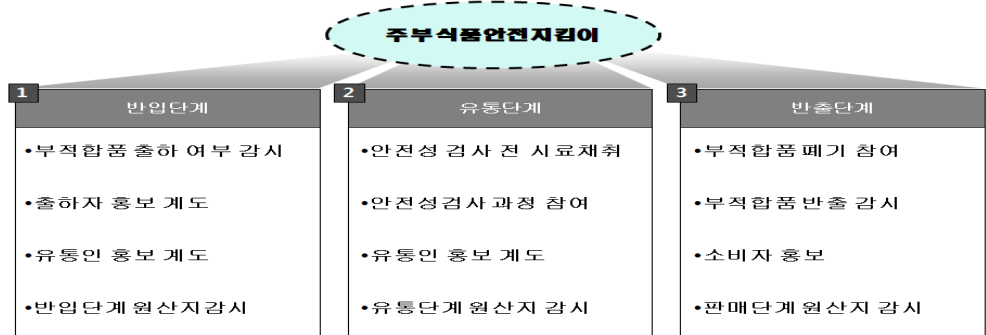 주부식품안전지킴이
1
반입단계
•부적합품 출하 여부 감시
•출하자 홍보 계도
•유통인 홍보 계도
•반입단계 원산지 감시
2
유통단계
•안전성 검사 전 시료채취
•안전성검사 과정 참여
•유통인 홍보 계도
•유통단계 원산지 감시
3
반출단계
•부적합품 폐기 참여
•부적합품 반출 감시
•소비자 홍보
•판매단계 원산지 감시